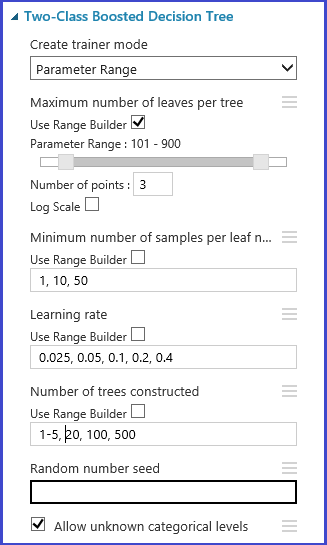 Two-Class Boosted Decision Tree
Create trainer mode
Parameter Range
Maximum number of leaves per tree
Use Range Builder
Parameter Range : 101 - 900
Number of points : 3
Log Scale
Minimum number of samples per leaf n...
Use Range Builder
1, 10, 50
Learning rate
Use Range Builder
0.025, 0.05, 0.1, 0.2, 0.4
Number of trees constructed
Use Range Builder
1-5, 20, 100, 500
Random number seed
Allow unknown categorical levels